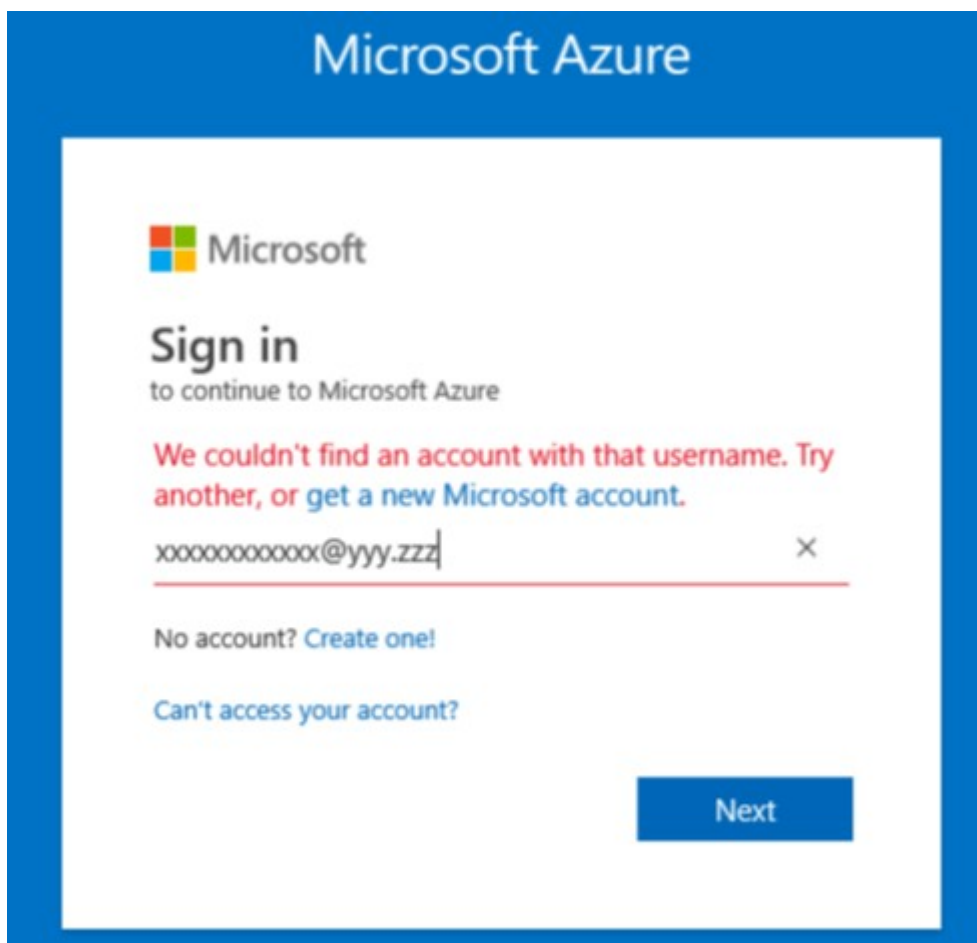 Microsoft Azure
Microsoft
Sign in
to continue to Microsoft Azure
We couldn't find an account with that username. Try
another, or get a new Microsoft account.
xxxxxxxxxxxx@yyy.zzz
No account? Create one!
Can't access your account?
Next